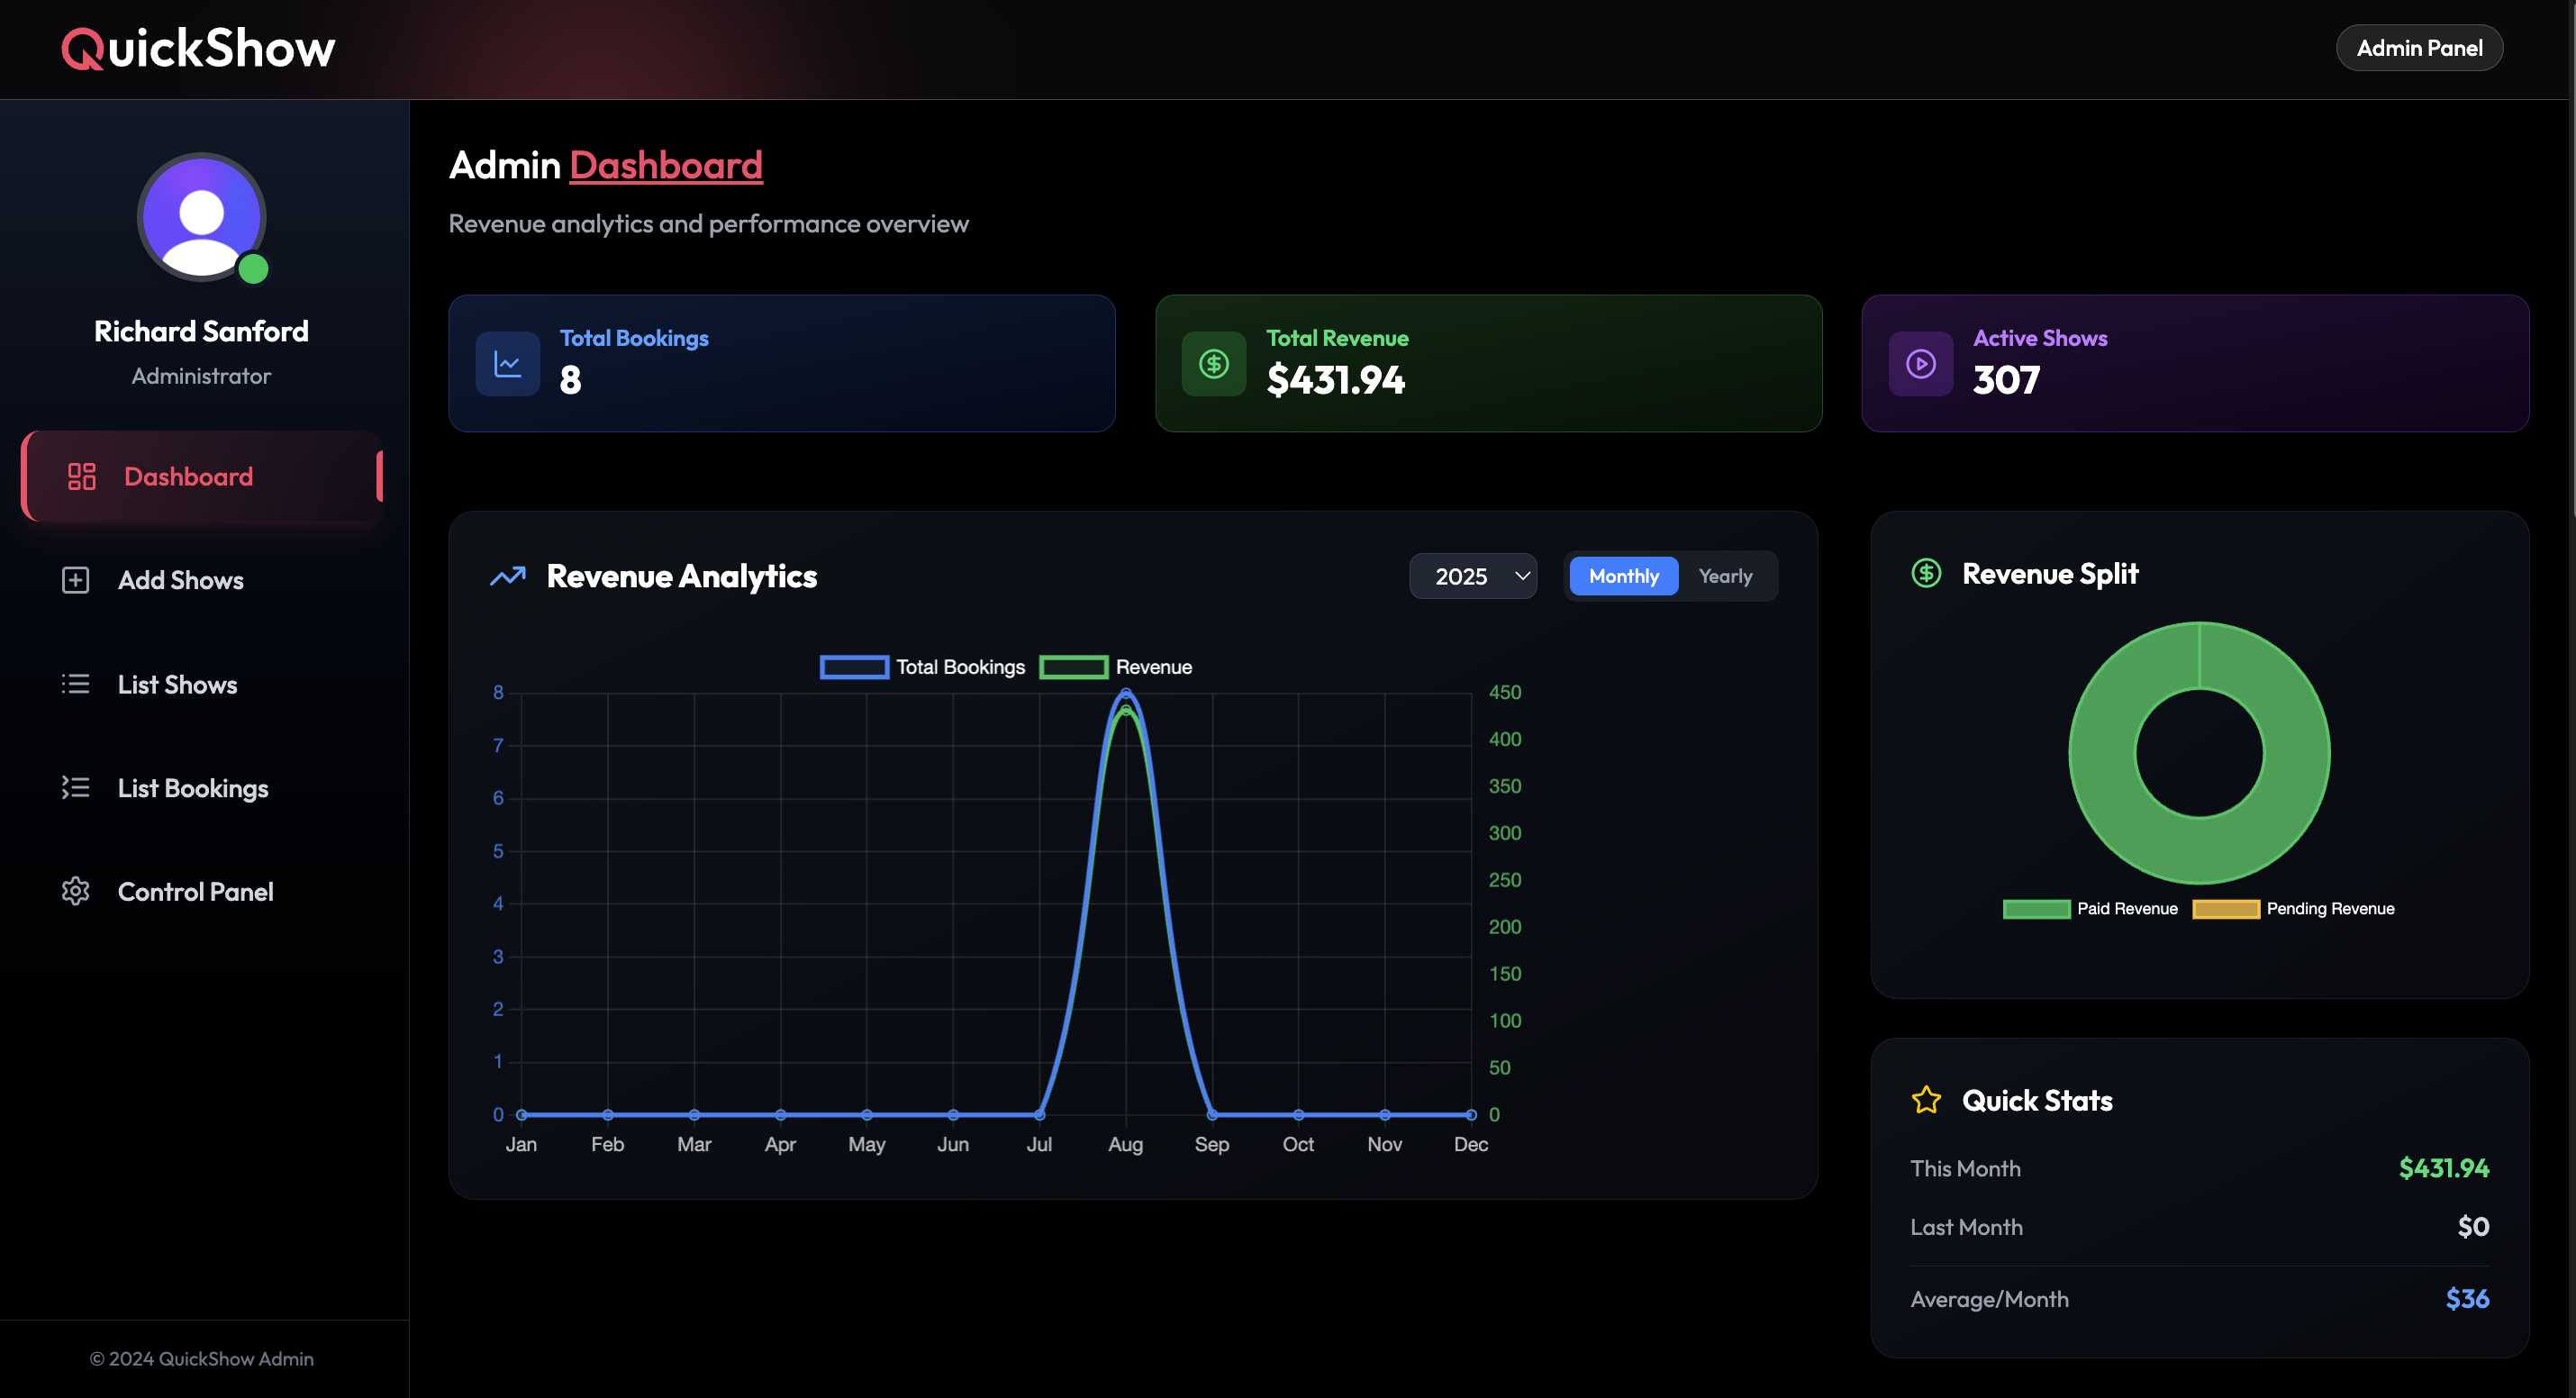 QuickShow
Admin Panel
Richard Sanford
Administrator
Dashboard
Add Shows
List Shows
List Bookings
Control Panel
© 2024 QuickShow Admin
Admin Dashboard
Revenue analytics and performance overview
Total Bookings
8
Total Revenue
$431.94
Active Shows
307
Revenue Analytics
2025
Monthly Yearly
Total Bookings Revenue
8
7
6
5
4
3
2
1
0
450
400
350
300
250
200
150
100
50
0
Jan Feb Mar Apr May Jun Jul Aug Sep Oct Nov Dec
Revenue Split
Paid Revenue Pending Revenue
Quick Stats
This Month $431.94
Last Month $0
Average/Month $36